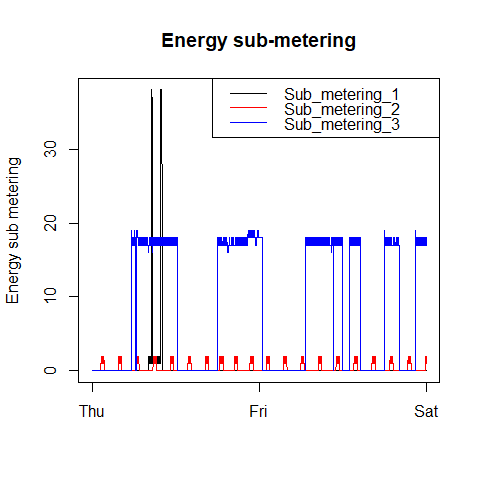 Energy sub-metering
Sub_metering_1
Sub_metering_2
Sub_metering_3
Energy sub metering
30
20
10
0
Thu
Fri
Sat